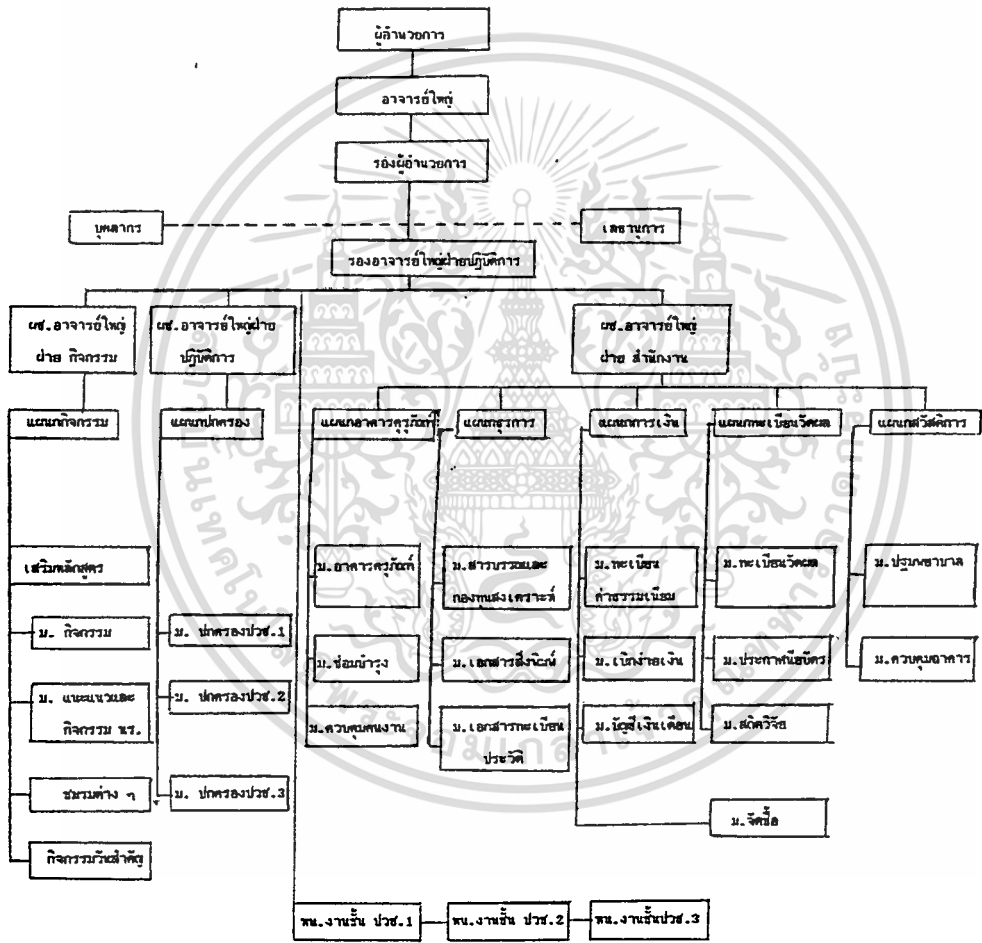 ผู้อำนวยการ
อาจารย์ใหญ่
รองผู้อำนวยการ
บุคลากร
เลขานุการ
รองอาจารย์ใหญ่ฝ่ายปฏิบัติการ
ผช.อาจารย์ใหญ่
ฝ่าย กิจกรรม
ผช.อาจารย์ใหญ่ฝ่าย
ปฏิบัติการ
ผช.อาจารย์ใหญ่
ฝ่าย สำนักงาน
แผนกกิจกรรม
แผนกปกครอง
แผนกอาคารครุภัณฑ์
แผนกธุรการ
แผนกการเงิน
แผนกทะเบียนวัดผล
แผนกสวัสดิการ
เสริมหลักสูตร
ม. กิจกรรม
ม. แนะแนวและ
กิจกรรม นร.
ชมรมต่าง ๆ
กิจกรรมวันสำคัญ
ม. ปกครองปวช.1
ม. ปกครองปวช.2
ม. ปกครองปวช.3
ม.อาคารครุภัณฑ์
ม.ซ่อมบำรุง
ม.ควบคุมคนงาน
ม.สารบรรณและ
กองทุนสงเคราะห์
ม.เอกสารสิ่งพิมพ์
ม.เอกสารทะเบียน
ประวัติ
ม.ทะเบียน
ค่าธรรมเนียม
ม.เบิกจ่ายเงิน
ม.บัญชีเงินเดือน
ม.จัดซื้อ
ม.ทะเบียนวัดผล
ม.ประกาศนียบัตร
ม.สถิติวิจัย
ม.ปฐมพยาบาล
ม.ควบคุมอาคาร
หน.งานชั้น ปวช.1
หน.งานชั้น ปวช.2
หน.งานชั้นปวช.3